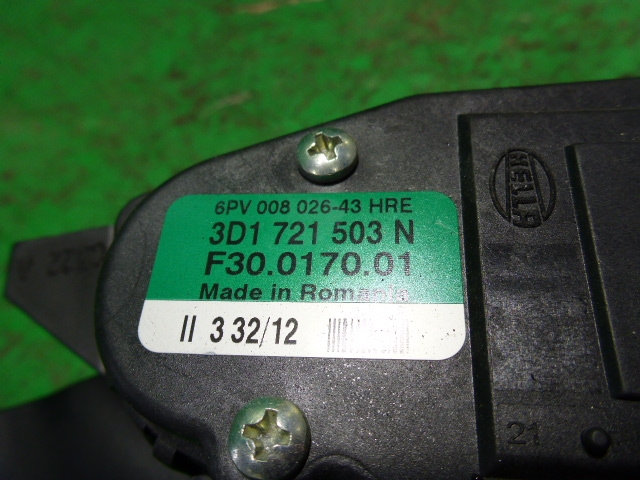 6PV 008 026-43 HRE
3D1 721 503 N
F30.0170.01
Made in Romania
II 3 32/12
HELLA
21